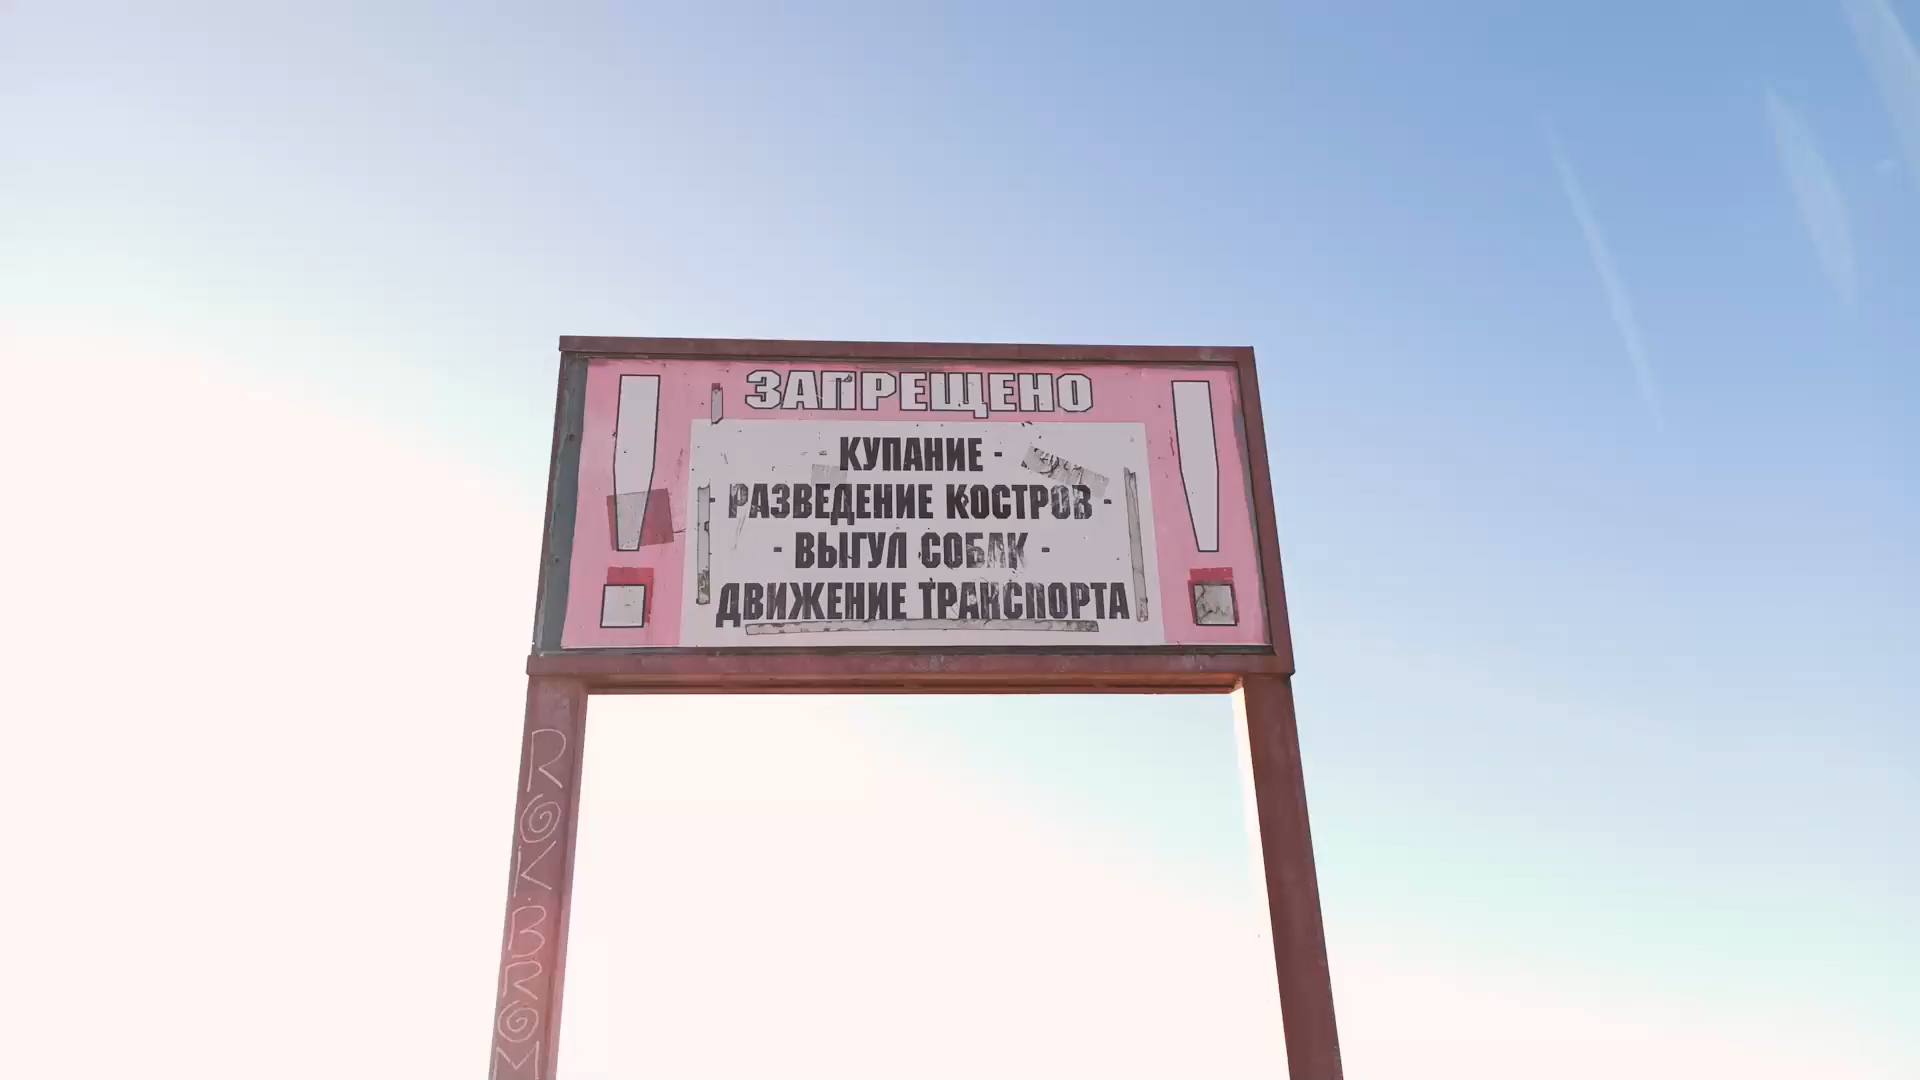 ЗАПРЕЩЕНО
- КУПАНИЕ -
- РАЗВЕДЕНИЕ КОСТРОВ -
- ВЫГУЛ СОБАК -
ДВИЖЕНИЕ ТРАНСПОРТА